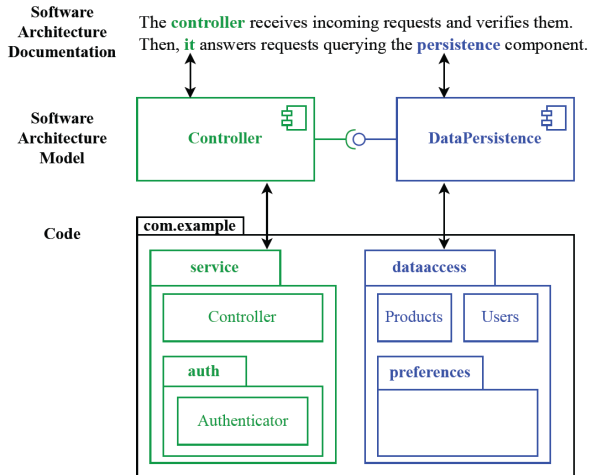 Software
Architecture
Documentation
The controller receives incoming requests and verifies them.
Then, it answers requests querying the persistence component.
Software
Architecture
Model
Controller
DataPersistence
Code
com.example
service
dataaccess
Controller
Products
Users
auth
preferences
Authenticator